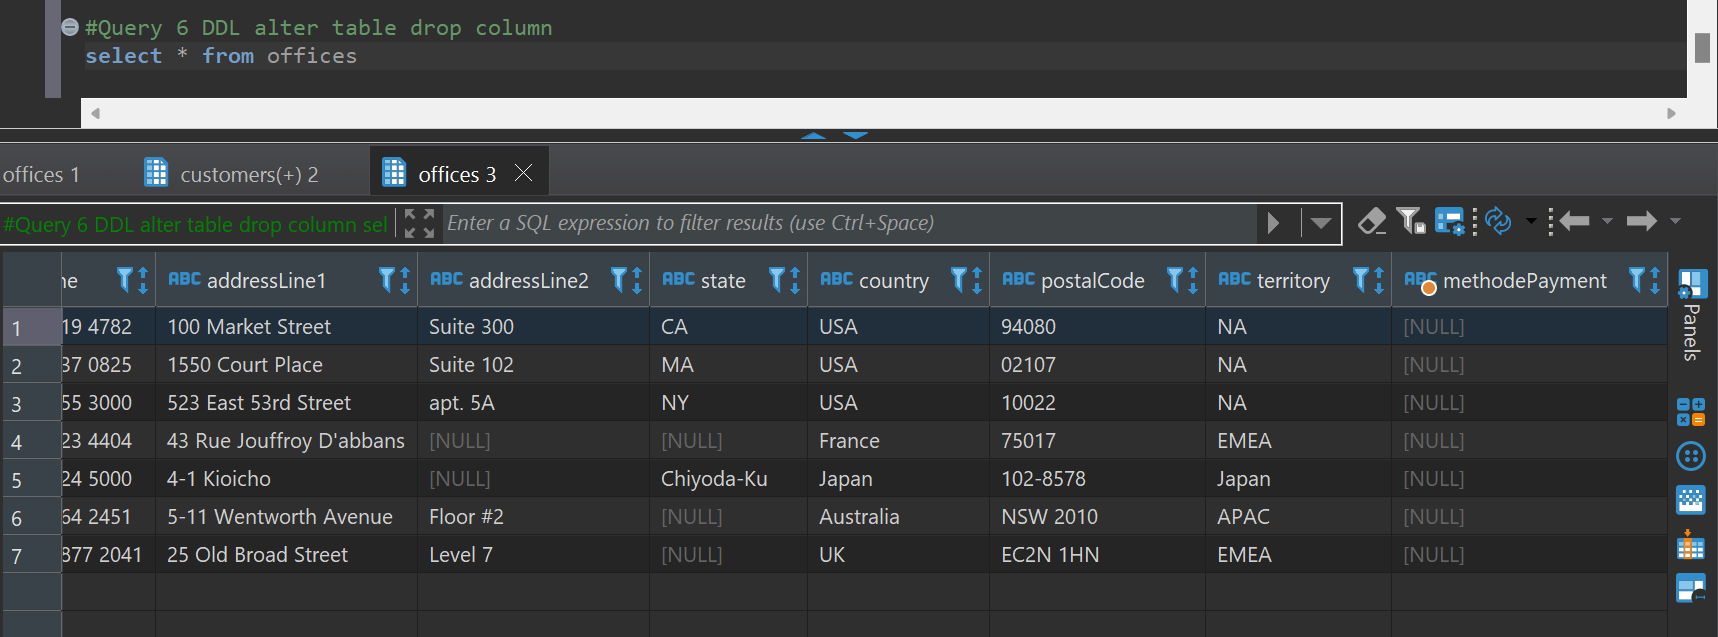 #Query 6 DDL alter table drop column
select * from offices
offices 1 customers(+) 2 offices 3
#Query 6 DDL alter table drop column sel Enter a SQL expression to filter results (use Ctrl+Space)
ne ABC addressLine1 ABC addressLine2 ABC state ABC country ABC postalCode ABC territory ABC methodePayment
1 19 4782 100 Market Street Suite 300 CA USA 94080 NA [NULL]
2 37 0825 1550 Court Place Suite 102 MA USA 02107 NA [NULL]
3 55 3000 523 East 53rd Street apt. 5A NY USA 10022 NA [NULL]
4 23 4404 43 Rue Jouffroy D'abbans [NULL] [NULL] France 75017 EMEA [NULL]
5 24 5000 4-1 Kioicho [NULL] Chiyoda-Ku Japan 102-8578 Japan [NULL]
6 64 2451 5-11 Wentworth Avenue Floor #2 [NULL] Australia NSW 2010 APAC [NULL]
7 877 2041 25 Old Broad Street Level 7 [NULL] UK EC2N 1HN EMEA [NULL]
Panels